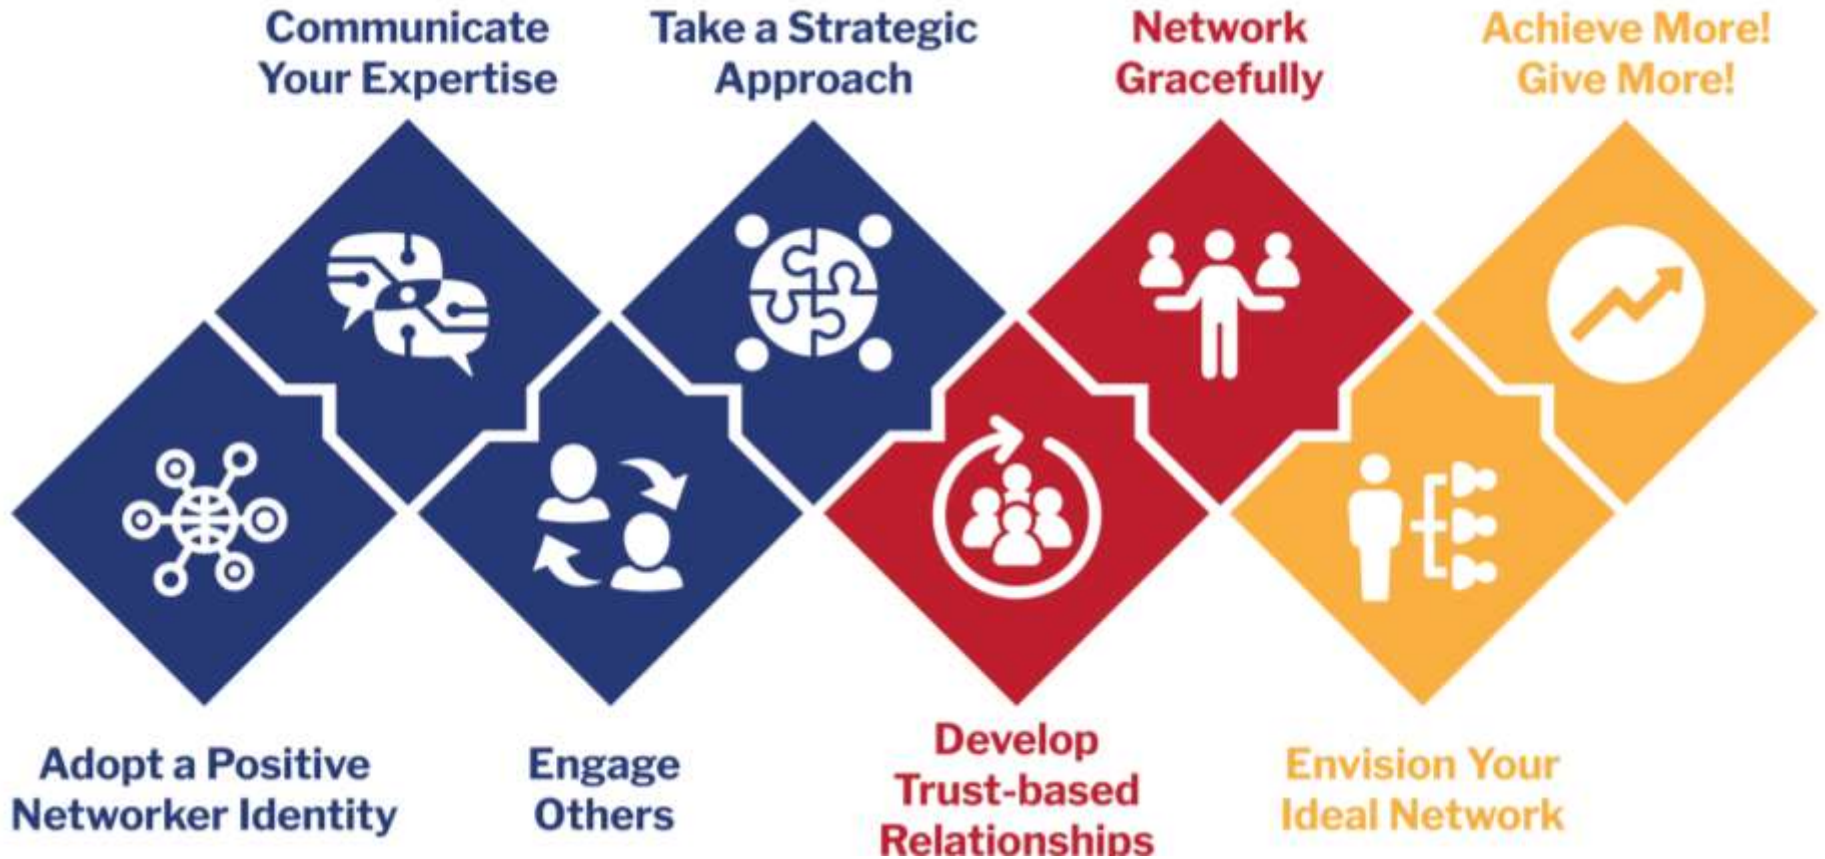 Communicate
Your Expertise
Take a Strategic
Approach
Network
Gracefully
Achieve More!
Give More!
Adopt a Positive
Networker Identity
Engage
Others
Develop
Trust-based
Relationships
Envision Your
Ideal Network